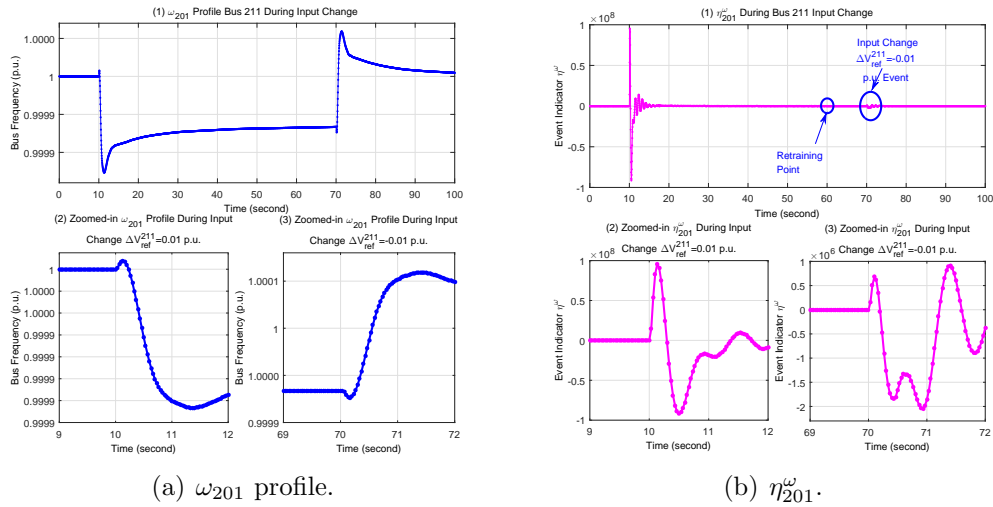 (1) ω201 Profile Bus 211 During Input Change
Bus Frequency (p.u.)
1.0000
1
0.9999
0.9999
0 10 20 30 40 50 60 70 80 90 100
Time (second)
(2) Zoomed-in ω201 Profile During Input
Change ΔV211ref=0.01 p.u.
Bus Frequency (p.u.)
1
1.0000
1.0000
0.9999
0.9999
0.9999
0.9999
0.9999
9 10 11 12
Time (second)
(3) Zoomed-in ω201 Profile During Input
Change ΔV211ref=-0.01 p.u.
Bus Frequency (p.u.)
1.0001
1
1.0000
0.9999
69 70 71 72
Time (second)
(a) ω201 profile.
(1) ηω201 During Bus 211 Input Change
×10^8
Event Indicator ηω
1
0.5
0
-0.5
-1
Input Change
ΔV211ref=-0.01
p.u. Event
Retraining
Point
0 10 20 30 40 50 60 70 80 90 100
Time (second)
(2) Zoomed-in ηω201 During Input
Change ΔV211ref=0.01 p.u.
×10^8
Event Indicator ηω
1
0.5
0
-0.5
-1
9 10 11 12
Time (second)
(3) Zoomed-in ηω201 During Input
Change ΔV211ref=-0.01 p.u.
×10^6
Event Indicator ηω
1
0.5
0
-0.5
-1
-1.5
-2
69 70 71 72
Time (second)
(b) ηω201.